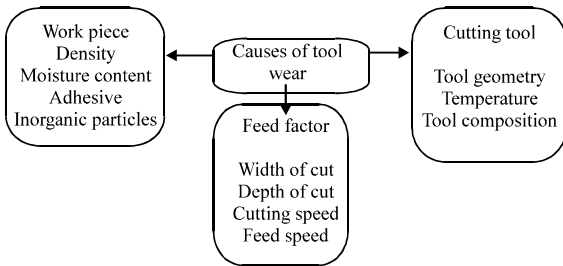 Work piece
Density
Moisture content
Adhesive
Inorganic particles
Causes of tool
wear
Cutting tool
Tool geometry
Temperature
Tool composition
Feed factor
Width of cut
Depth of cut
Cutting speed
Feed speed